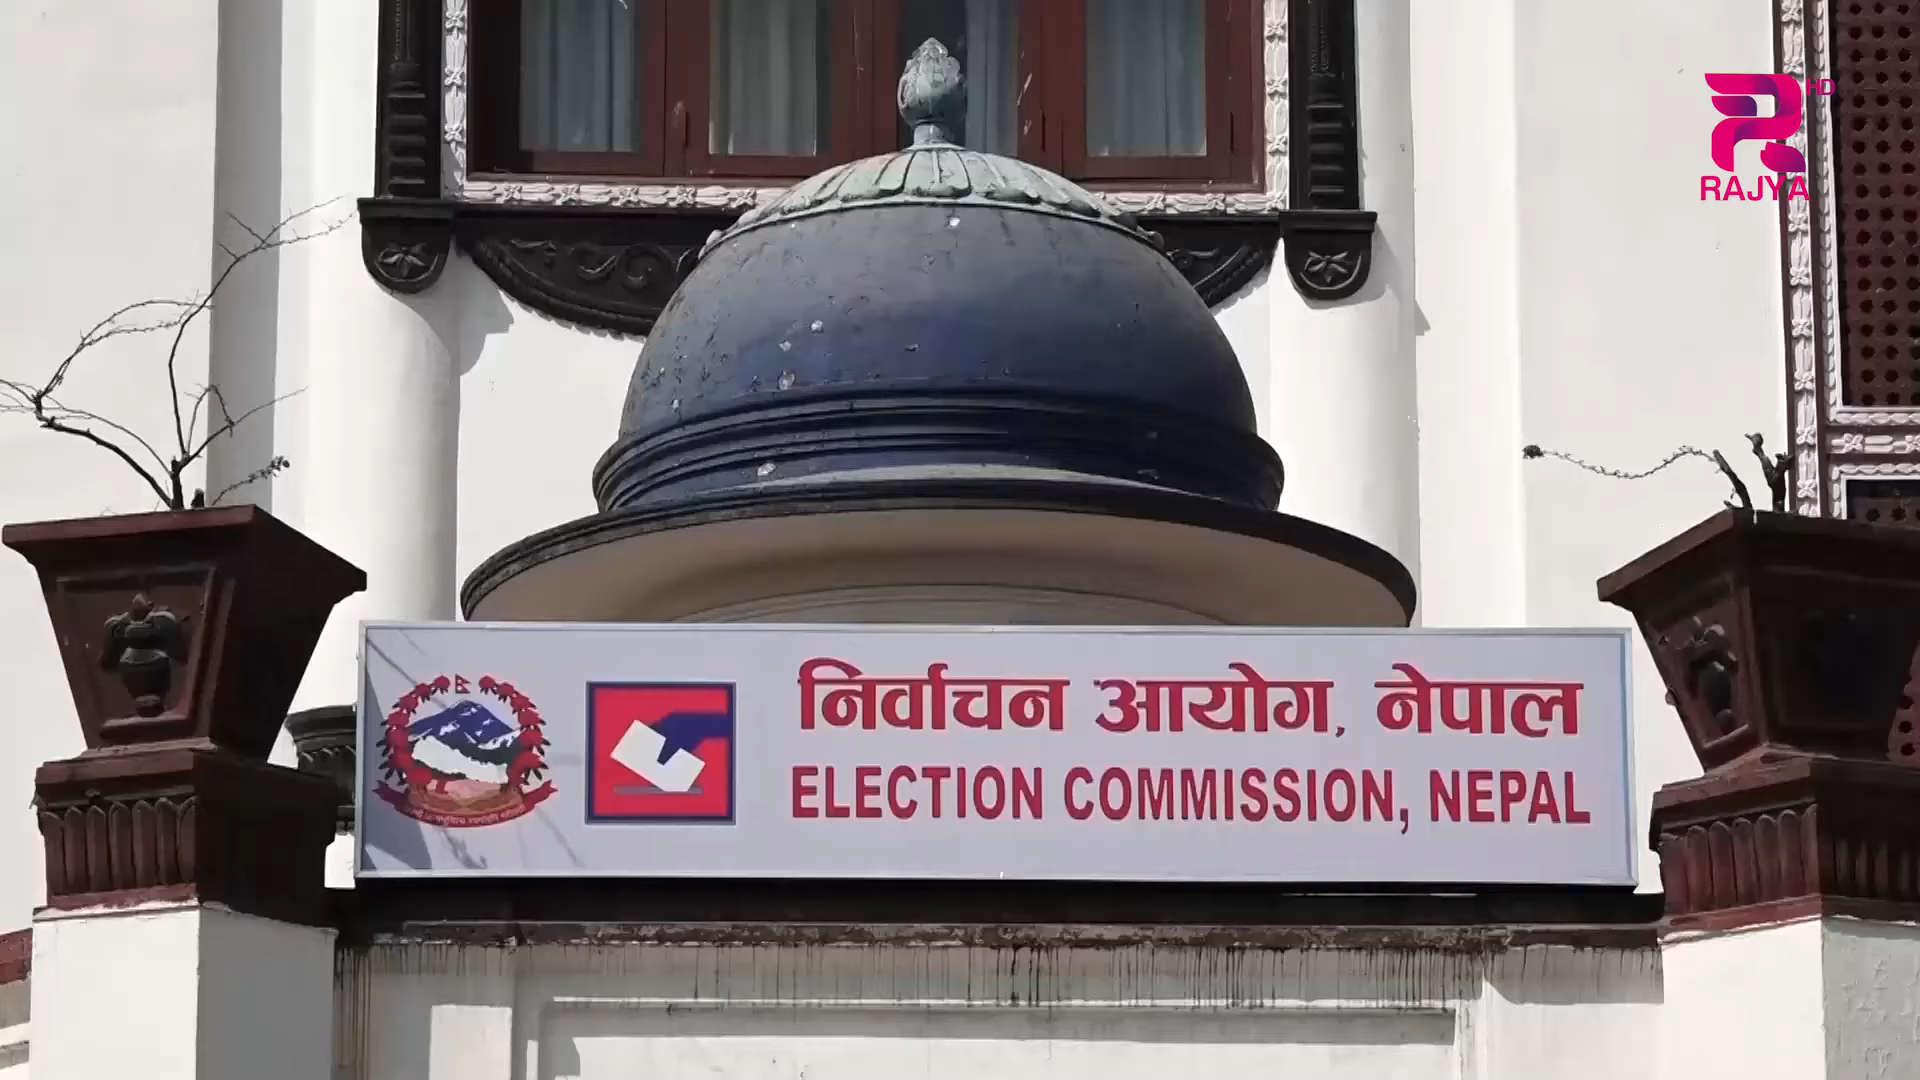 HD
RAJYA
निर्वाचन आयोग, नेपाल
ELECTION COMMISSION, NEPAL